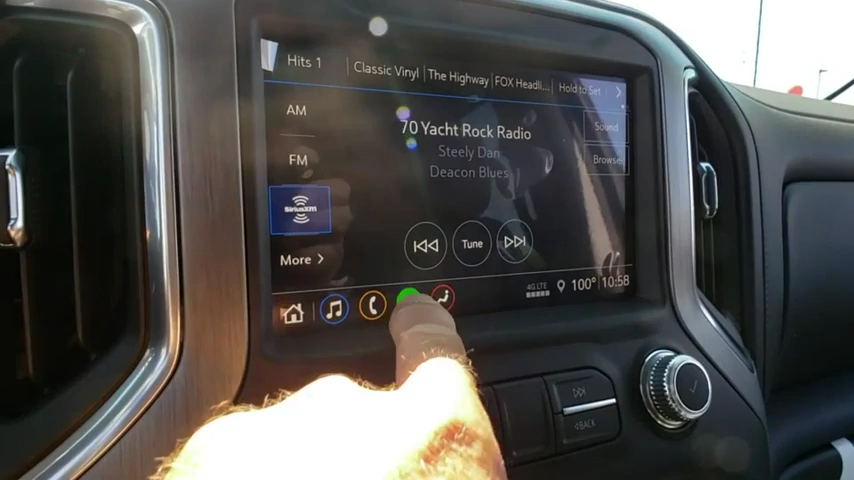 Hits 1 Classic Vinyl The Highway FOX Headli... Hold to Set
AM
70 Yacht Rock Radio
Sound
Steely Dan
FM
Browse
Deacon Blues
SiriusXM
Tune
More
4G LTE 100° 10:58
BACK